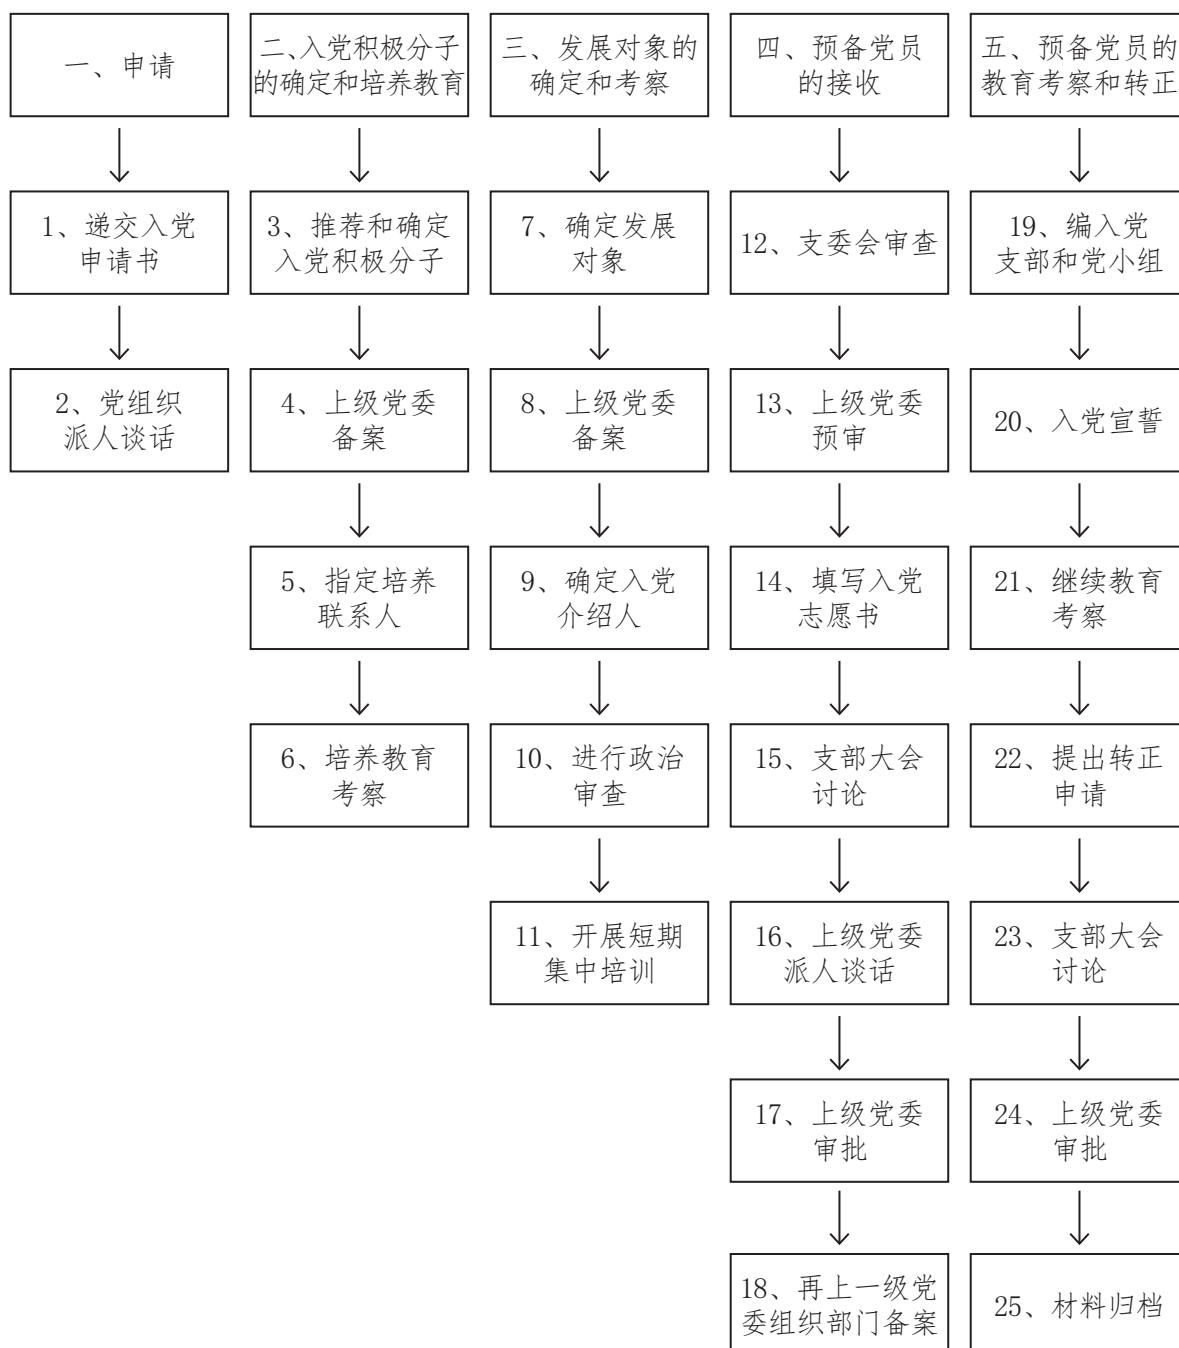 一、申请
二、入党积极分子
的确定和培养教育
三、发展对象的
确定和考察
四、预备党员
的接收
五、预备党员的
教育考察和转正
1、递交入党
申请书
3、推荐和确定
入党积极分子
7、确定发展
对象
12、支委会审查
19、编入党
支部和党小组
2、党组织
派人谈话
4、上级党委
备案
8、上级党委
备案
13、上级党委
预审
20、入党宣誓
5、指定培养
联系人
9、确定入党
介绍人
14、填写入党
志愿书
21、继续教育
考察
6、培养教育
考察
10、进行政治
审查
15、支部大会
讨论
22、提出转正
申请
11、开展短期
集中培训
16、上级党委
派人谈话
23、支部大会
讨论
17、上级党委
审批
24、上级党委
审批
18、再上一级党
委组织部门备案
25、材料归档